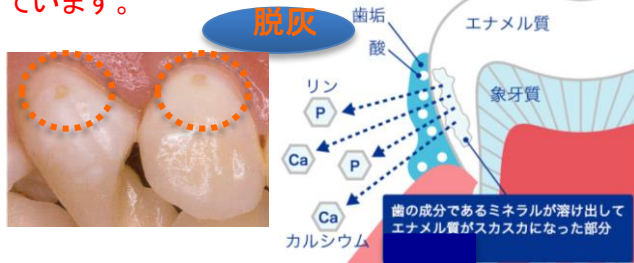 ています。
脱灰
歯垢
酸
エナメル質
象牙質
リン
P
Ca
P
Ca
カルシウム
歯の成分であるミネラルが溶け出して
エナメル質がスカスカになった部分